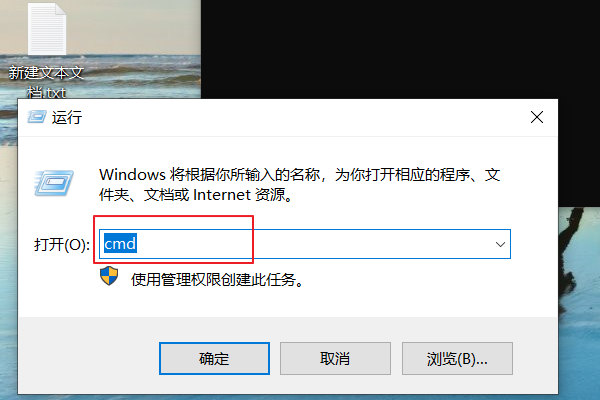 新建文本文
档.txt
运行
Windows 将根据你所输入的名称，为你打开相应的程序、文
件夹、文档或 Internet 资源。
打开(O): cmd
使用管理权限创建此任务。
确定 取消 浏览(B)...